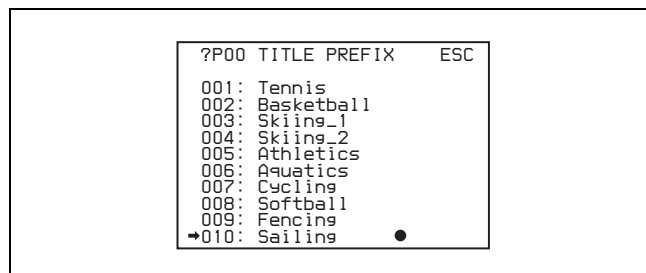 ?P00 TITLE PREFIX ESC
001: Tennis
002: Basketball
003: Skiing_1
004: Skiing_2
005: Athletics
006: Aquatics
007: Cycling
008: Softball
009: Fencing
➔010: Sailing ●